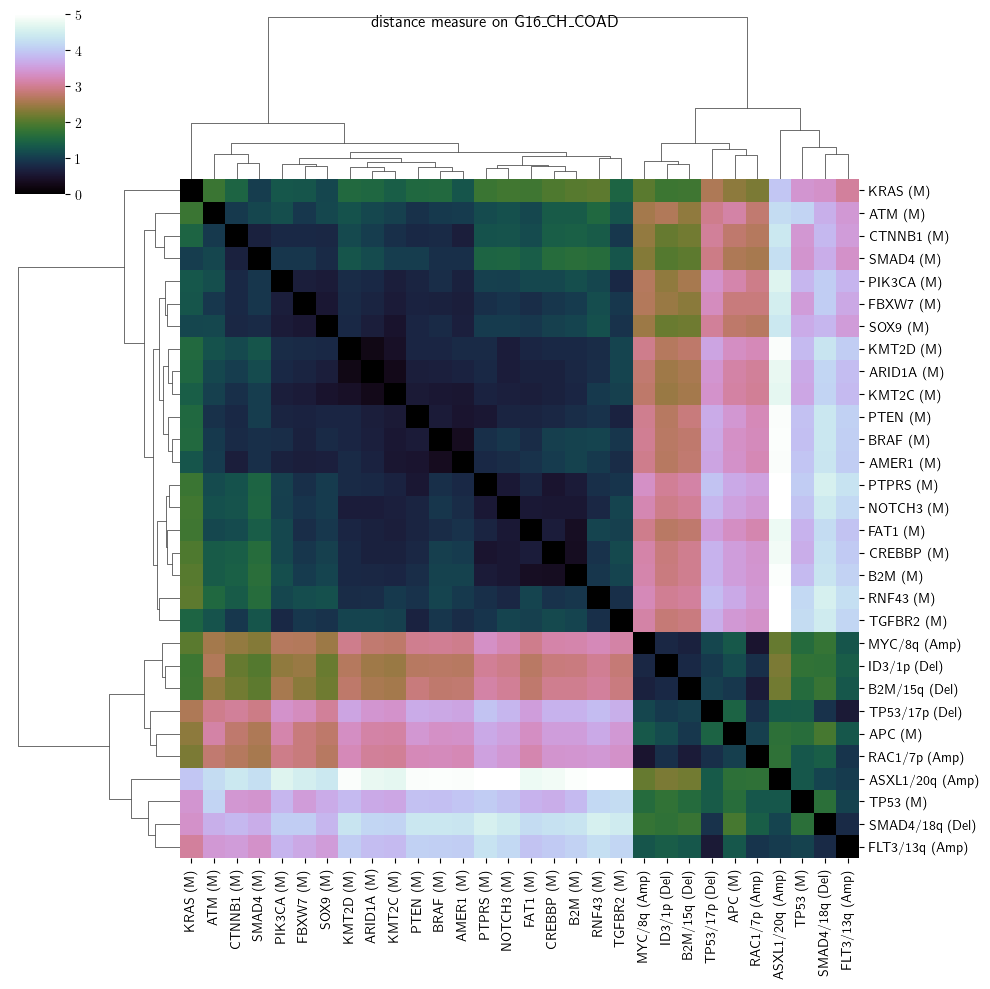 distance measure on G16_CH_COAD
5
4
3
2
1
0
KRAS (M)
ATM (M)
CTNNB1 (M)
SMAD4 (M)
PIK3CA (M)
FBXW7 (M)
SOX9 (M)
KMT2D (M)
ARID1A (M)
KMT2C (M)
PTEN (M)
BRAF (M)
AMER1 (M)
PTPRS (M)
NOTCH3 (M)
FAT1 (M)
CREBBP (M)
B2M (M)
RNF43 (M)
TGFBR2 (M)
MYC/8q (Amp)
ID3/1p (Del)
B2M/15q (Del)
TP53/17p (Del)
APC (M)
RAC1/7p (Amp)
ASXL1/20q (Amp)
TP53 (M)
SMAD4/18q (Del)
FLT3/13q (Amp)
KRAS (M)
ATM (M)
CTNNB1 (M)
SMAD4 (M)
PIK3CA (M)
FBXW7 (M)
SOX9 (M)
KMT2D (M)
ARID1A (M)
KMT2C (M)
PTEN (M)
BRAF (M)
AMER1 (M)
PTPRS (M)
NOTCH3 (M)
FAT1 (M)
CREBBP (M)
B2M (M)
RNF43 (M)
TGFBR2 (M)
MYC/8q (Amp)
ID3/1p (Del)
B2M/15q (Del)
TP53/17p (Del)
APC (M)
RAC1/7p (Amp)
ASXL1/20q (Amp)
TP53 (M)
SMAD4/18q (Del)
FLT3/13q (Amp)